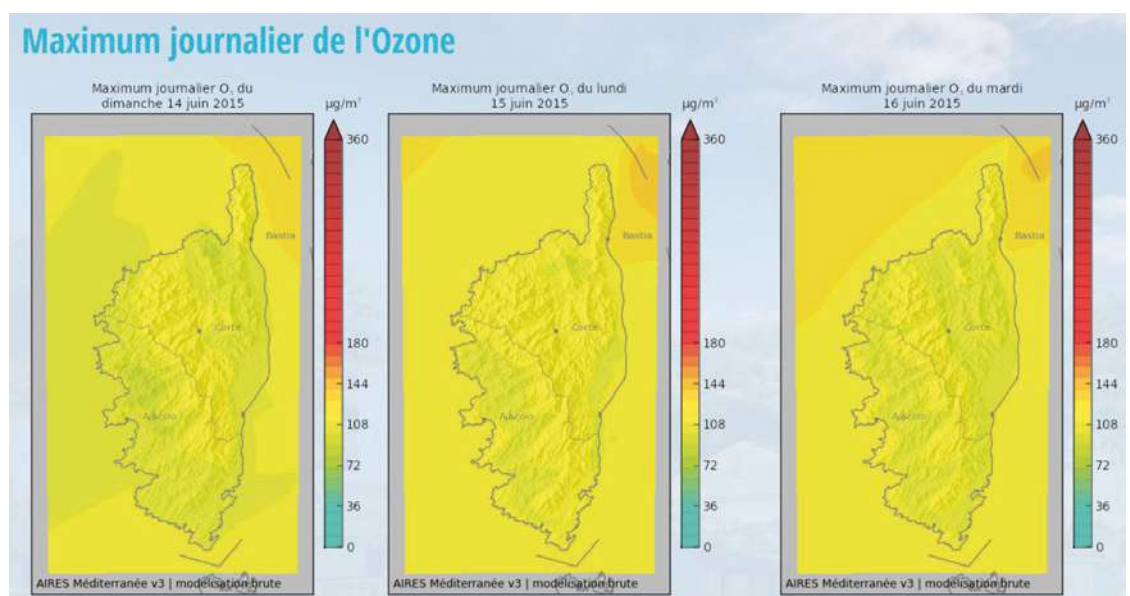 Maximum journalier de l'Ozone
Maximum journalier O₃ du
dimanche 14 juin 2015
µg/m³
360
180
144
108
72
36
0
Bastia
Corte
Ajaccio
AIRES Méditerranée v3 | modélisation brute
Maximum journalier O₃ du lundi
15 juin 2015
µg/m³
360
180
144
108
72
36
0
Bastia
Corte
Ajaccio
AIRES Méditerranée v3 | modélisation brute
Maximum journalier O₃ du mardi
16 juin 2015
µg/m³
360
180
144
108
72
36
0
Bastia
Corte
Ajaccio
AIRES Méditerranée v3 | modélisation brute